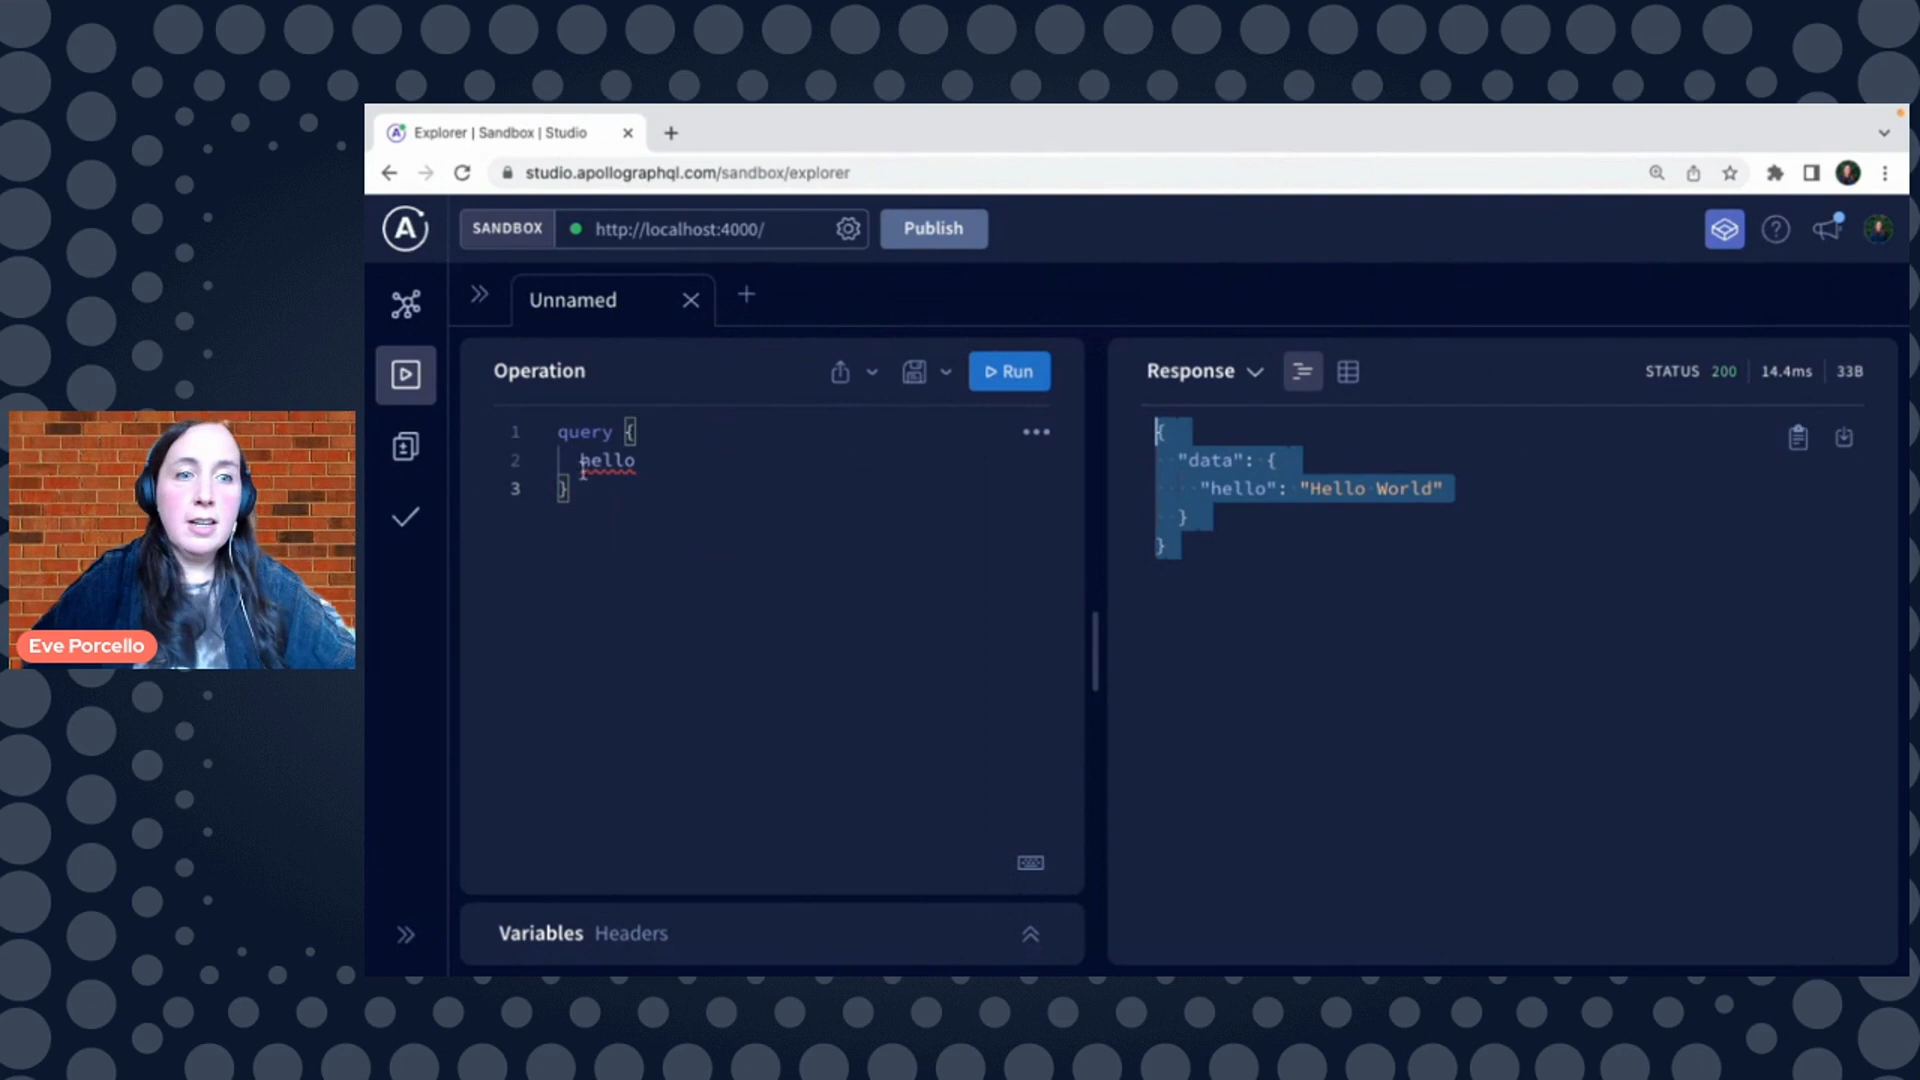 Explorer | Sandbox | Studio
studio.apollographql.com/sandbox/explorer
A
SANDBOX http://localhost:4000/ Publish
Unnamed
Operation Run
1 query {
2 hello
3 }
Variables Headers
Response STATUS 200 14.4ms 33B
{
"data": {
"hello": "Hello World"
}
}
Eve Porcello